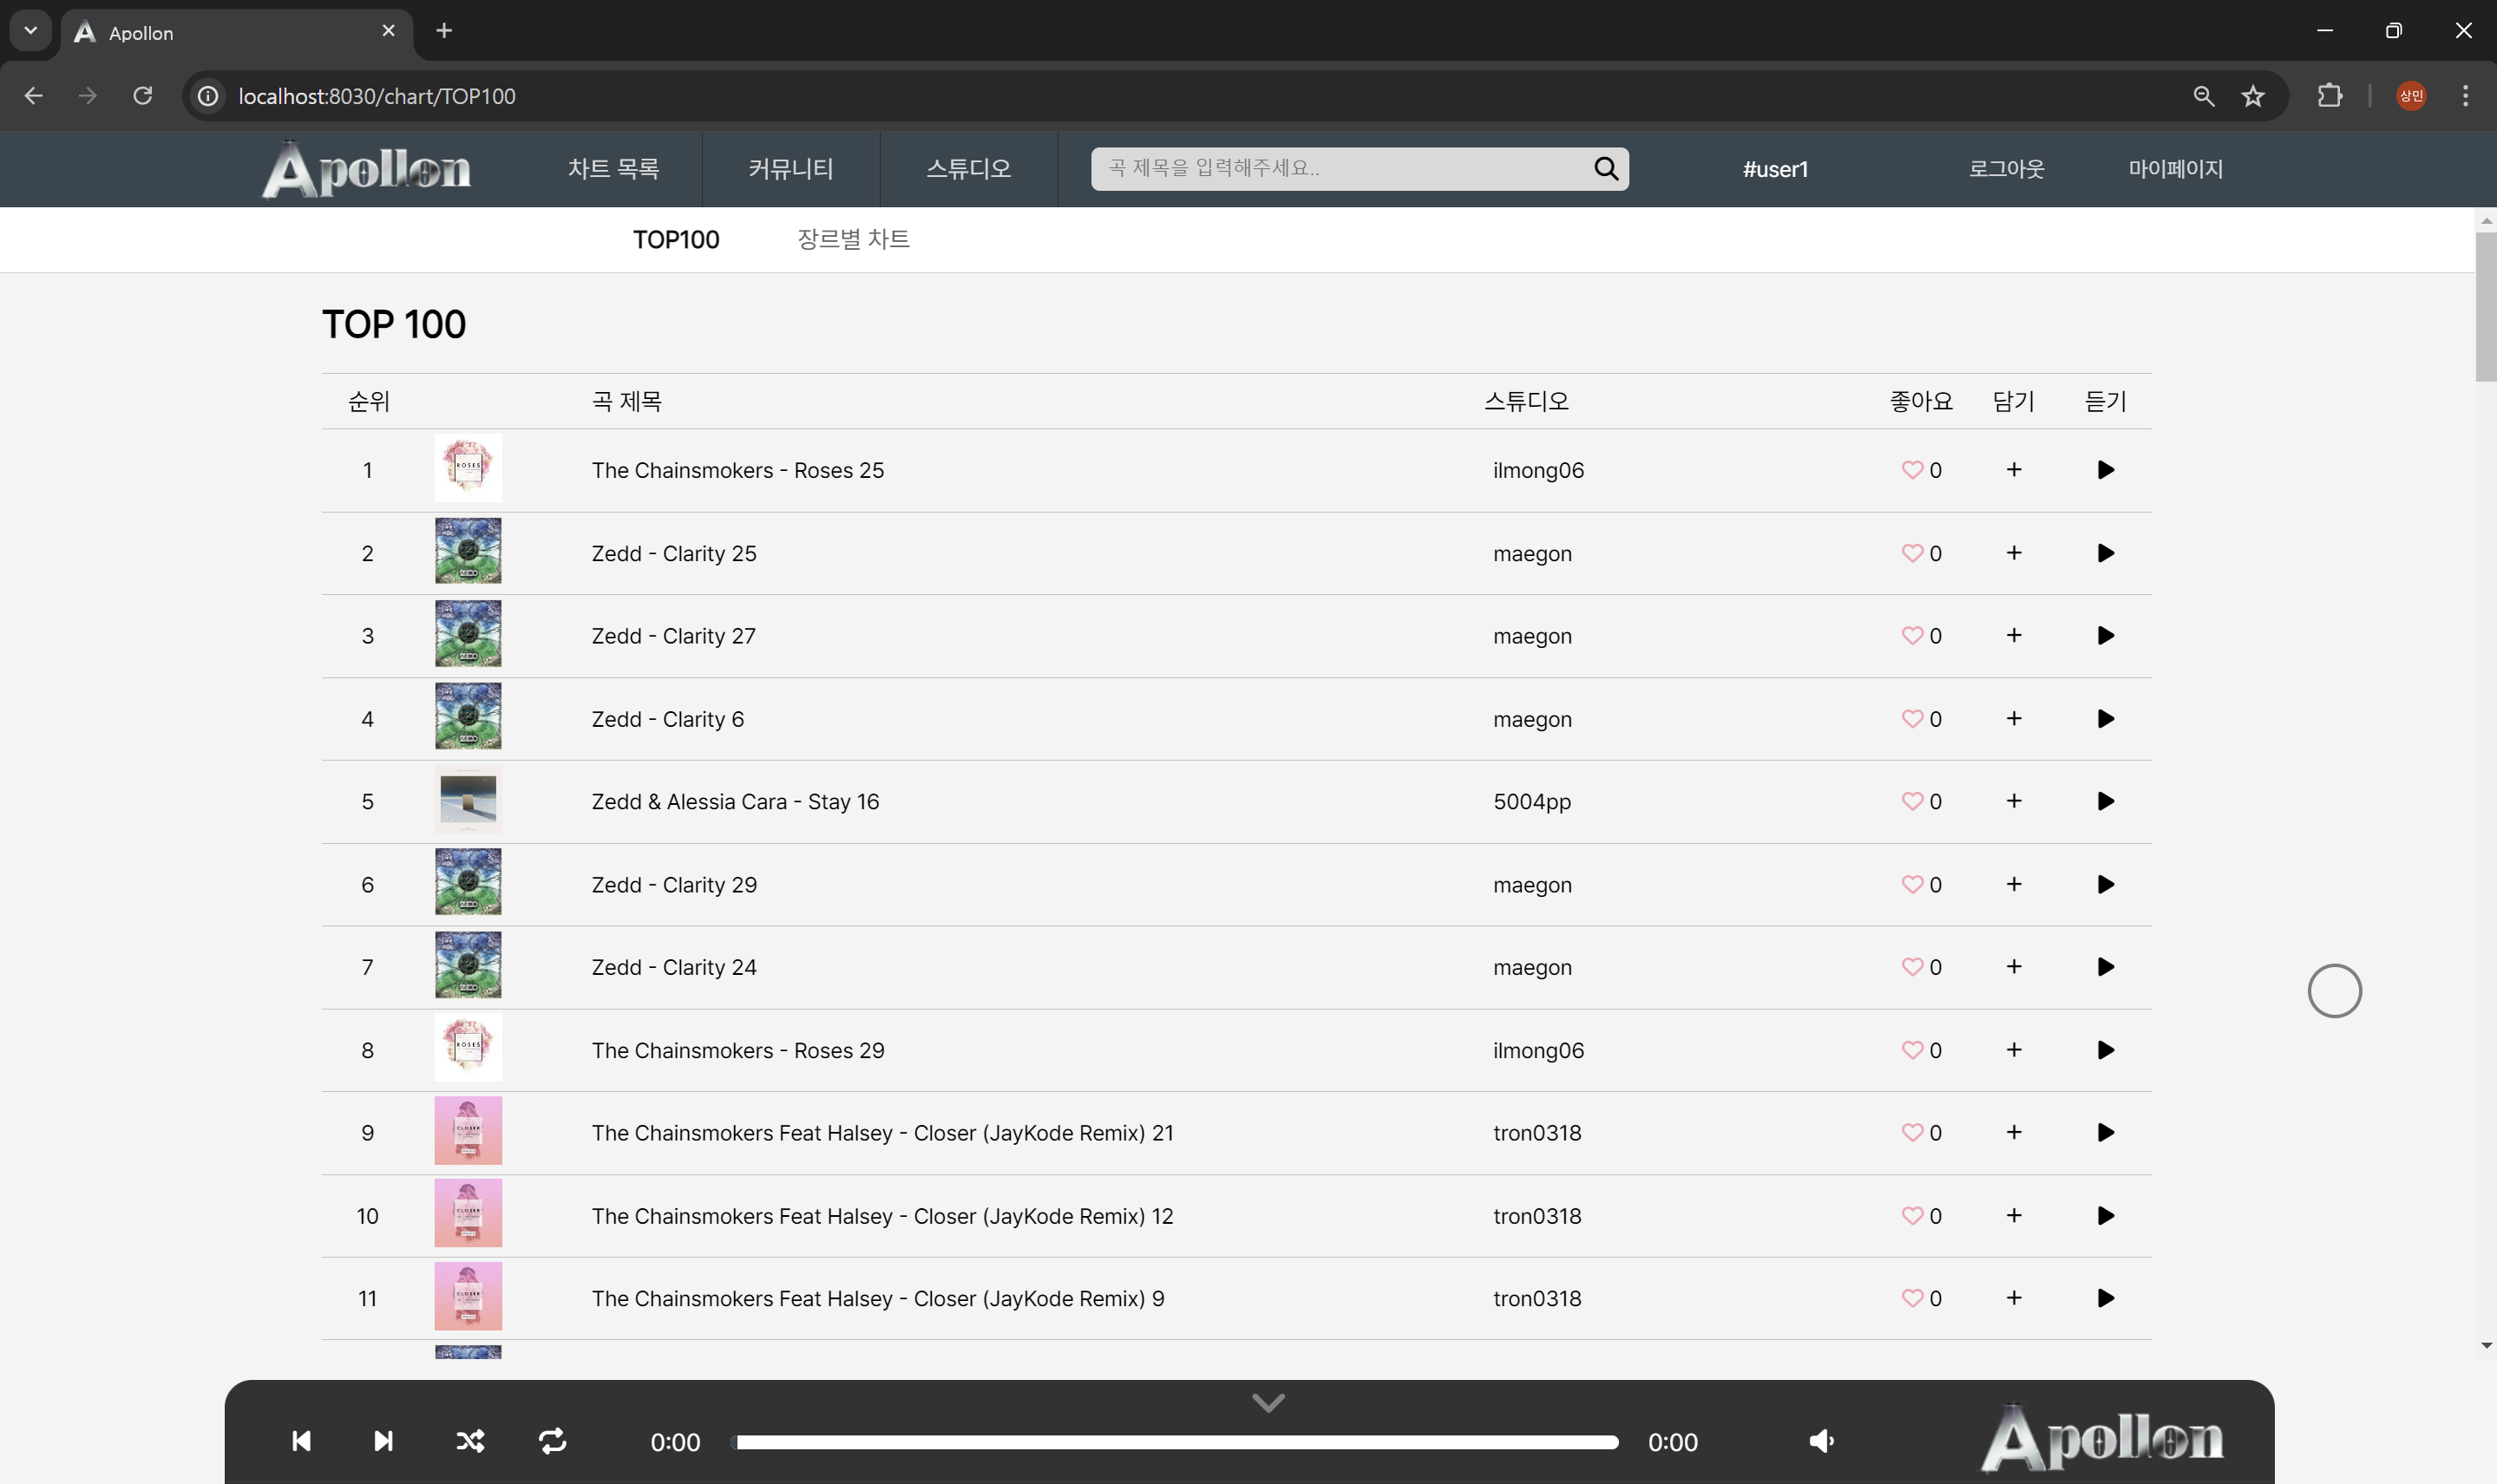 Apollon
localhost:8030/chart/TOP100
상민
Apollon 차트 목록 커뮤니티 스튜디오 곡 제목을 입력해주세요.. #user1 로그아웃 마이페이지
TOP100 장르별 차트
TOP 100
순위 곡 제목 스튜디오 좋아요 담기 듣기
1 ROSES The Chainsmokers - Roses 25 ilmong06 0 +
2 ZEDD Zedd - Clarity 25 maegon 0 +
3 ZEDD Zedd - Clarity 27 maegon 0 +
4 ZEDD Zedd - Clarity 6 maegon 0 +
5 Zedd & Alessia Cara - Stay 16 5004pp 0 +
6 ZEDD Zedd - Clarity 29 maegon 0 +
7 ZEDD Zedd - Clarity 24 maegon 0 +
8 ROSES The Chainsmokers - Roses 29 ilmong06 0 +
9 CLOSER The Chainsmokers Feat Halsey - Closer (JayKode Remix) 21 tron0318 0 +
10 CLOSER The Chainsmokers Feat Halsey - Closer (JayKode Remix) 12 tron0318 0 +
11 CLOSER The Chainsmokers Feat Halsey - Closer (JayKode Remix) 9 tron0318 0 +
0:00 0:00 Apollon